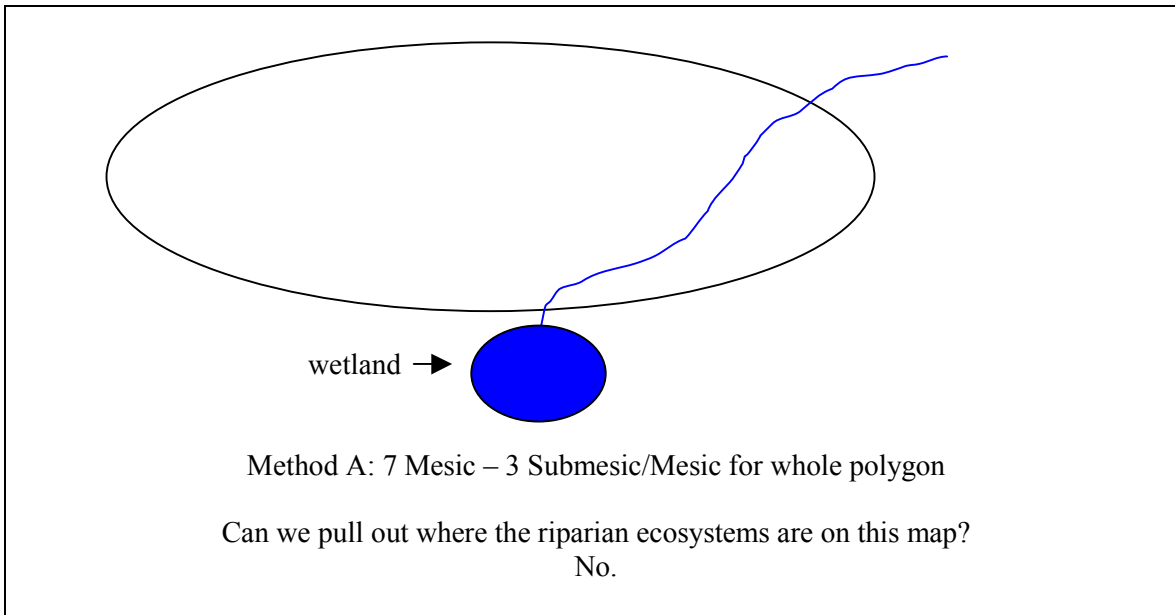 wetland
Method A: 7 Mesic – 3 Submesic/Mesic for whole polygon
Can we pull out where the riparian ecosystems are on this map?
No.